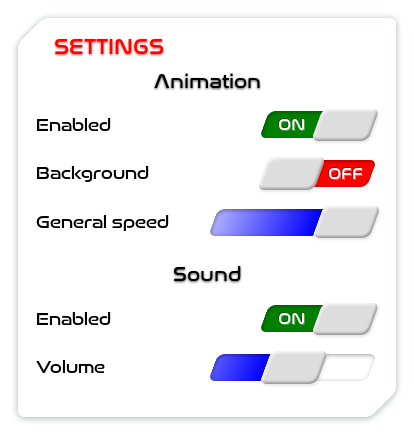 SETTINGS
Animation
Enabled ON
Background OFF
General speed
Sound
Enabled ON
Volume